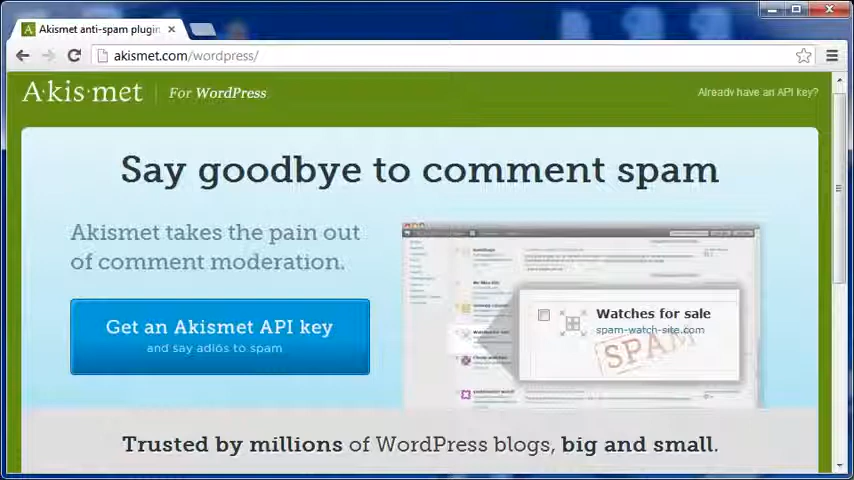 Akismet anti-spam plugin
akismet.com/wordpress/
A·kis·met For WordPress
Already have an API key?
Say goodbye to comment spam
Akismet takes the pain out
of comment moderation.
Get an Akismet API key
and say adiós to spam
Watches for sale
spam-watch-site.com
SPAM
Trusted by millions of WordPress blogs, big and small.